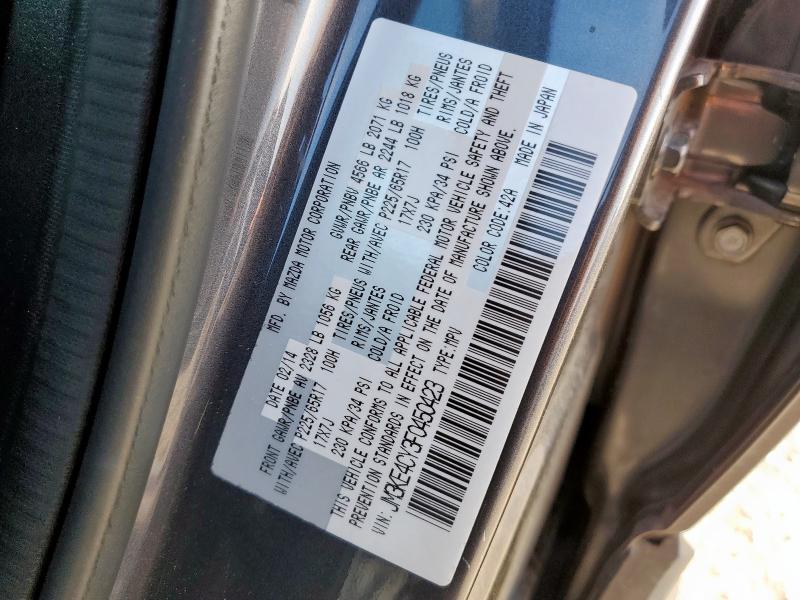 MFD. BY MAZDA MOTOR CORPORATION
DATE 02/14
GVWR/PNBV 4566 LB 2071 KG
FRONT GAWR/PNBE AV 2328 LB 1056 KG
REAR GAWR/PNBE AR 2244 LB 1018 KG
WITH/AVEC P225/65R17 100H TIRES/PNEUS WITH/AVEC P225/65R17 100H TIRES/PNEUS
17X7J RIMS/JANTES 17X7J RIMS/JANTES
230 KPA/34 PSI COLD/A FROID 230 KPA/34 PSI COLD/A FROID
THIS VEHICLE CONFORMS TO ALL APPLICABLE FEDERAL MOTOR VEHICLE SAFETY AND THEFT
PREVENTION STANDARDS IN EFFECT ON THE DATE OF MANUFACTURE SHOWN ABOVE.
VIN: JM3KE4CY3F0450423 TYPE:MPV COLOR CODE:42A MADE IN JAPAN